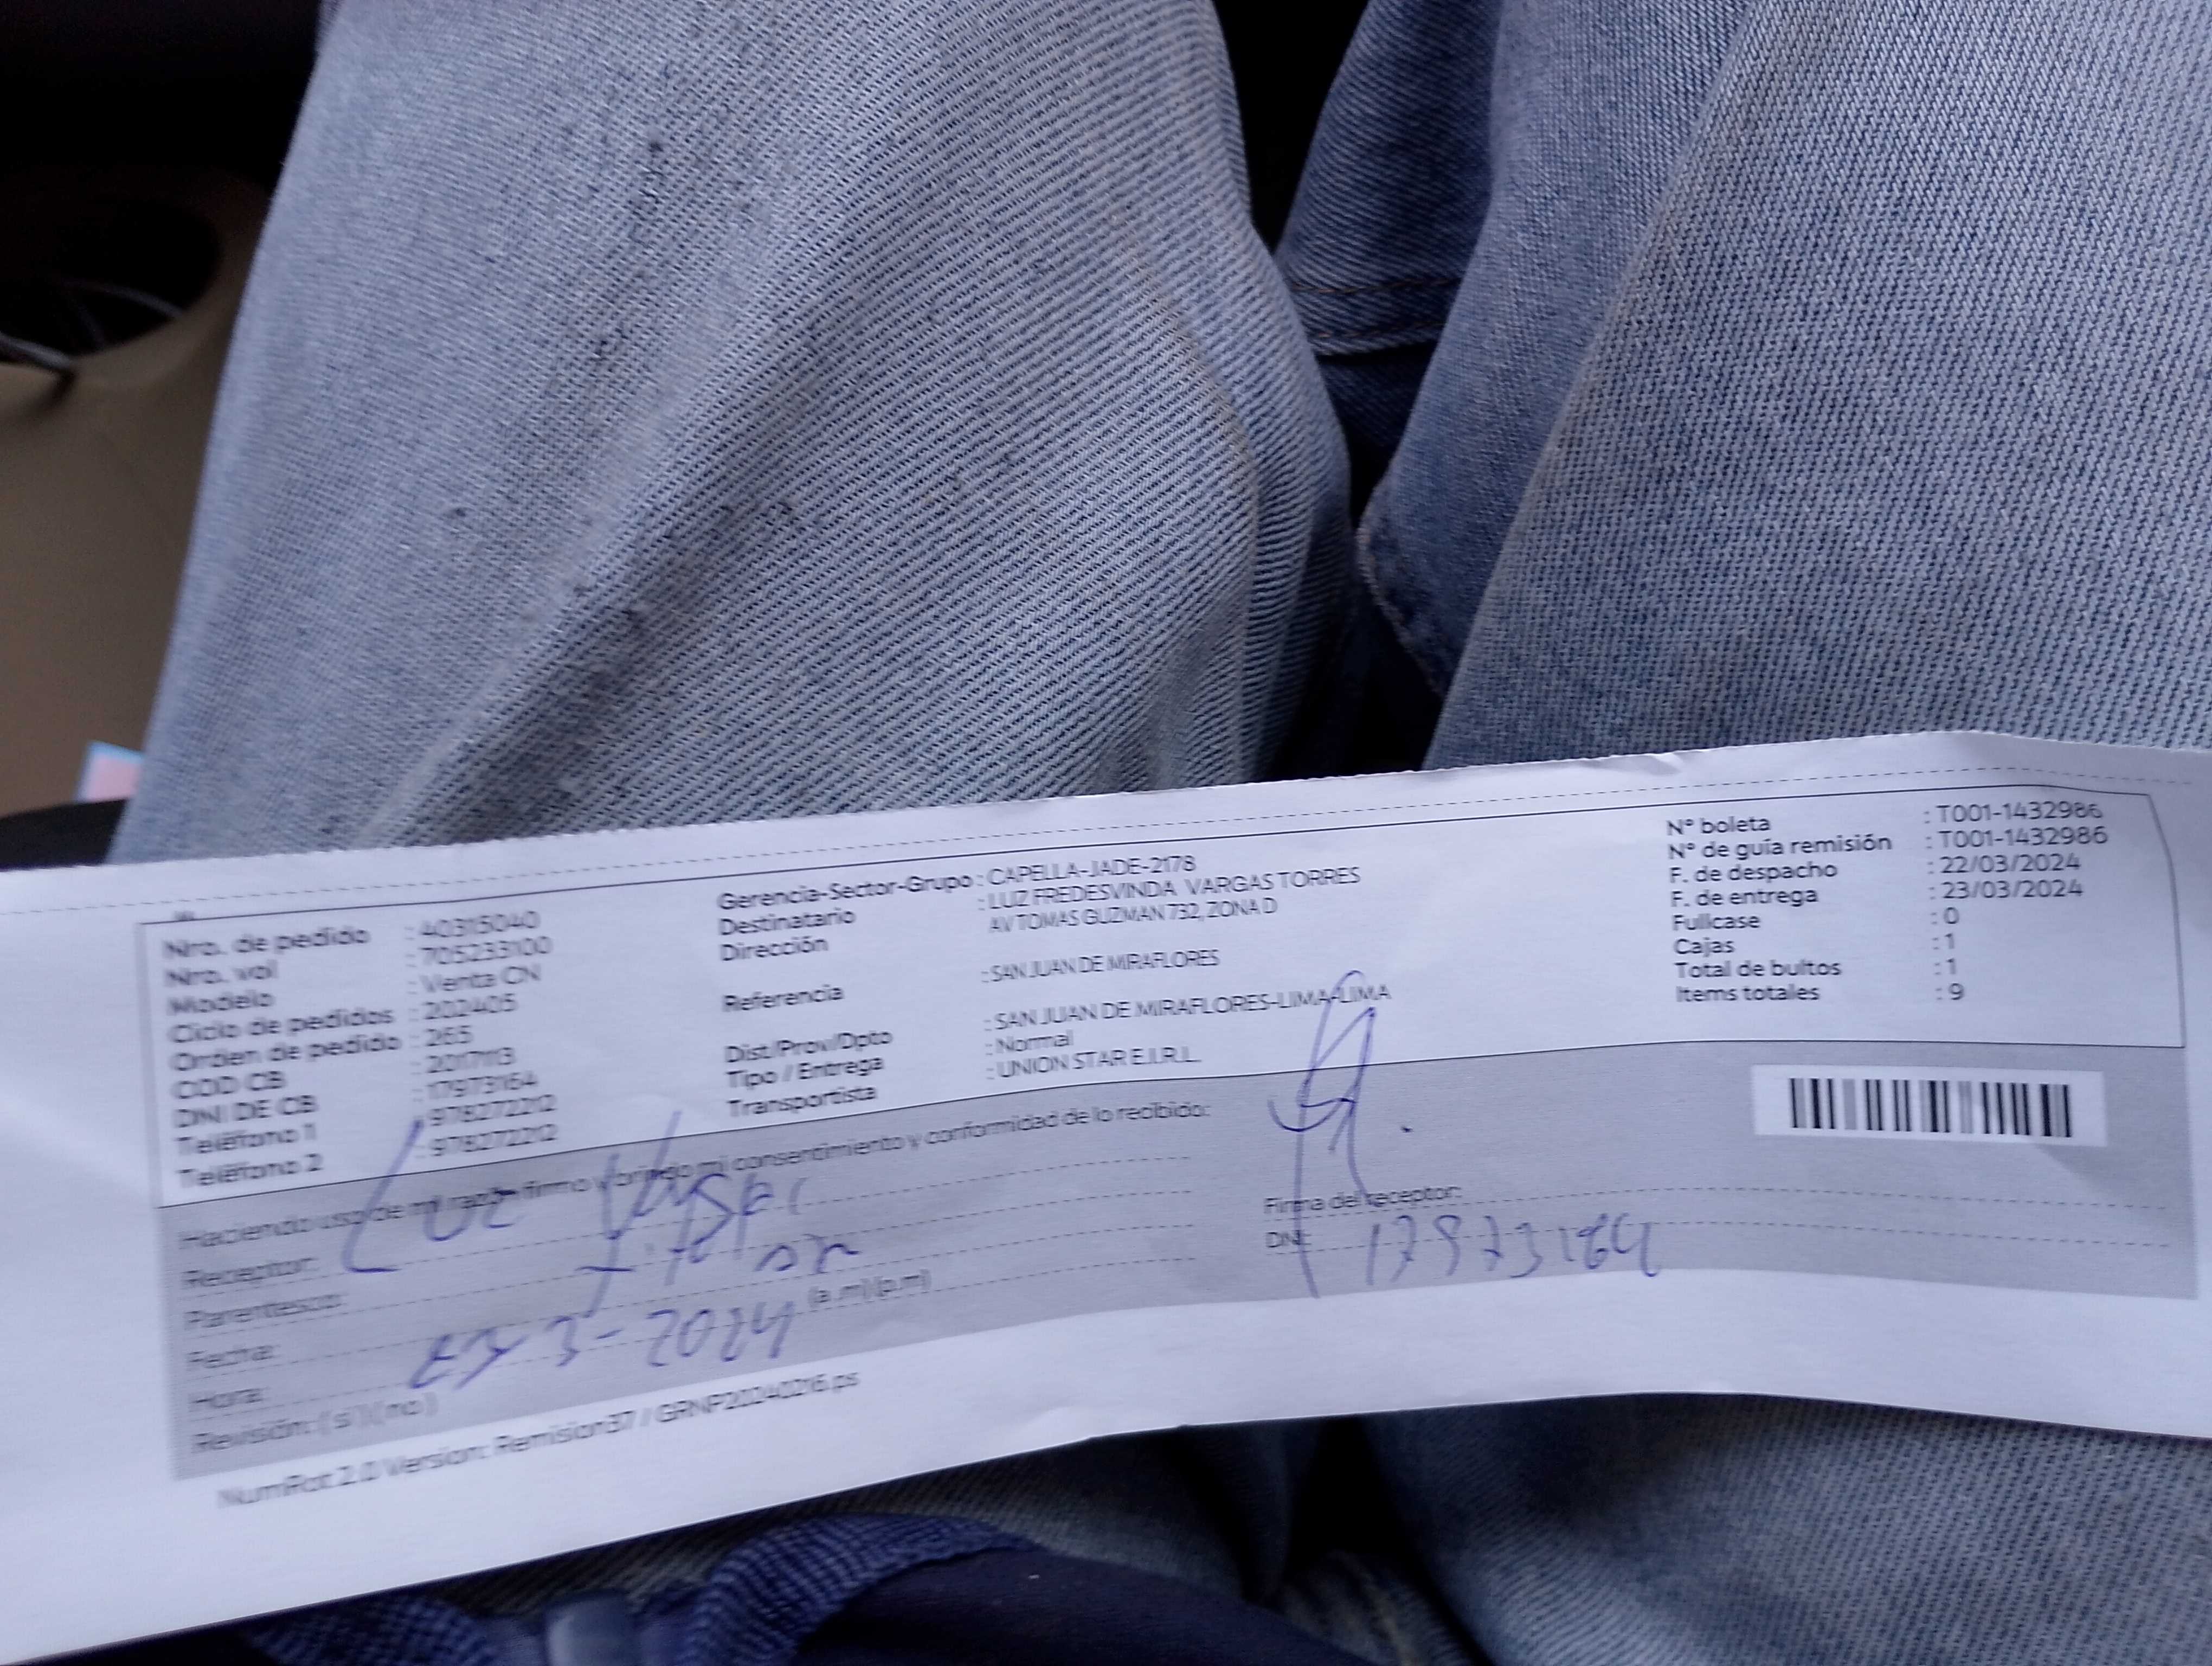 Nro. de pedido : 40315040
Nro. vol : 705233100
Modelo : Venta CN
Ciclo de pedidos : 202405
Orden de pedido : 265
COD CB : 2017113
DNI DE CB : 17973164
Teléfono 1 : 978272212
Teléfono 2 : 978272212
Gerencia-Sector-Grupo : CAPELLA-JADE-2178
Destinatario : LUZ FREDESVINDA VARGAS TORRES
Dirección AV TOMAS GUZMAN 732, ZONA D
: SAN JUAN DE MIRAFLORES
Referencia
Dist/Prov/Dpto : SAN JUAN DE MIRAFLORES-LIMA-LIMA
Tipo / Entrega : Normal
Transportista : UNION STAR E.I.R.L.
N° boleta : T001-1432986
N° de guía remisión : T001-1432986
F. de despacho : 22/03/2024
F. de entrega : 23/03/2024
Fullcase : 0
Cajas : 1
Total de bultos : 1
Items totales : 9
Haciendo uso de mi razón firmo y brindo mi consentimiento y conformidad de lo recibido:
Receptor: Luz
Parentesco: Titular
Fecha: 3-2024
Hora: (a.m)(p.m)
Revisión: ( si ) ( no )
Firma del receptor:
DNI: 17973164
NumRot 2.0 Version: Remision37 / GRNP20240216.ps